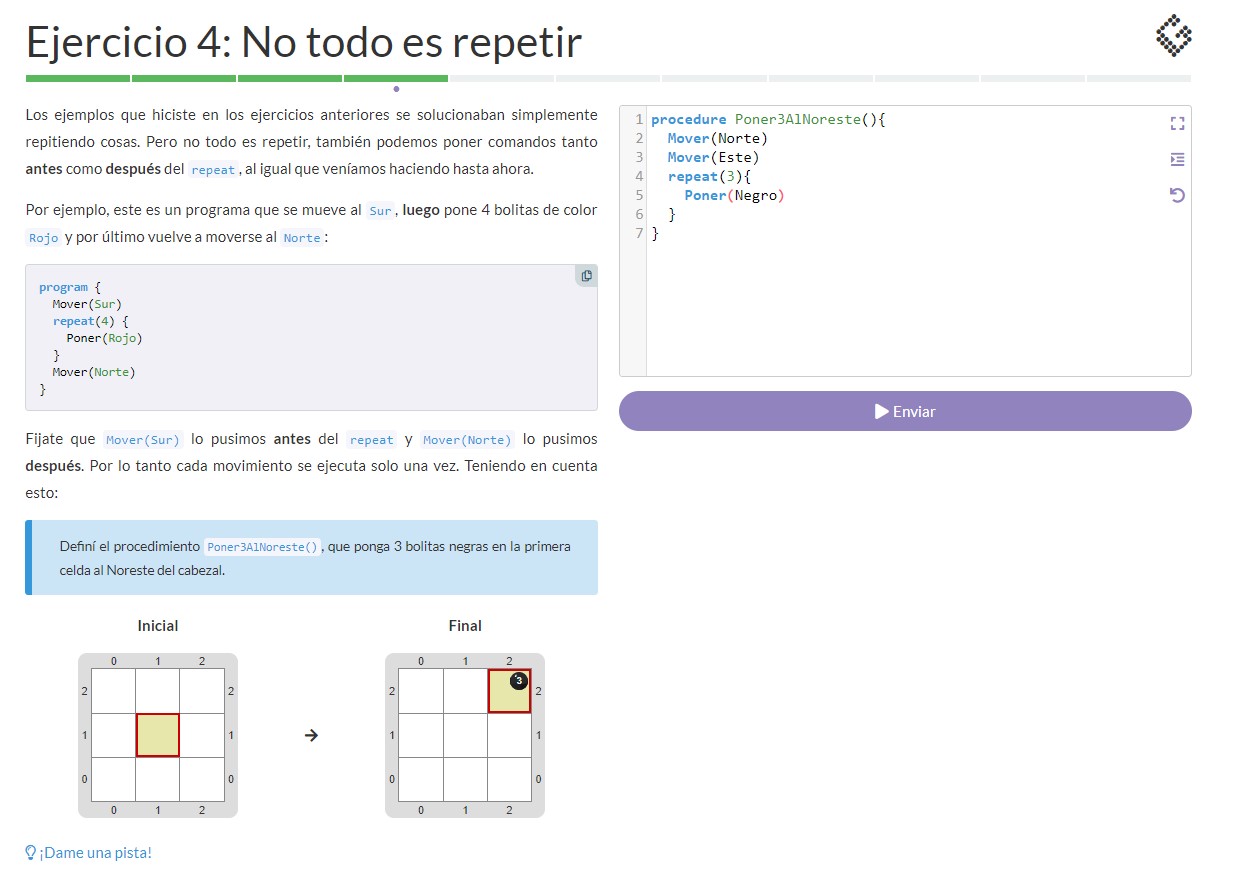 Ejercicio 4: No todo es repetir
Los ejemplos que hiciste en los ejercicios anteriores se solucionaban simplemente
repitiendo cosas. Pero no todo es repetir, también podemos poner comandos tanto
antes como después del repeat, al igual que veníamos haciendo hasta ahora.
Por ejemplo, este es un programa que se mueve al Sur, luego pone 4 bolitas de color
Rojo y por último vuelve a moverse al Norte:
program {
Mover(Sur)
repeat(4) {
Poner(Rojo)
}
Mover(Norte)
}
Fijate que Mover(Sur) lo pusimos antes del repeat y Mover(Norte) lo pusimos
después. Por lo tanto cada movimiento se ejecuta solo una vez. Teniendo en cuenta
esto:
Definí el procedimiento Poner3AlNoreste(), que ponga 3 bolitas negras en la primera
celda al Noreste del cabezal.
Inicial
0 1 2
2 2
1 1
0 0
0 1 2
Final
0 1 2
2 3 2
1 1
0 0
0 1 2
¡Dame una pista!
1 procedure Poner3AlNoreste(){
2 Mover(Norte)
3 Mover(Este)
4 repeat(3){
5 Poner(Negro)
6 }
7 }
Enviar